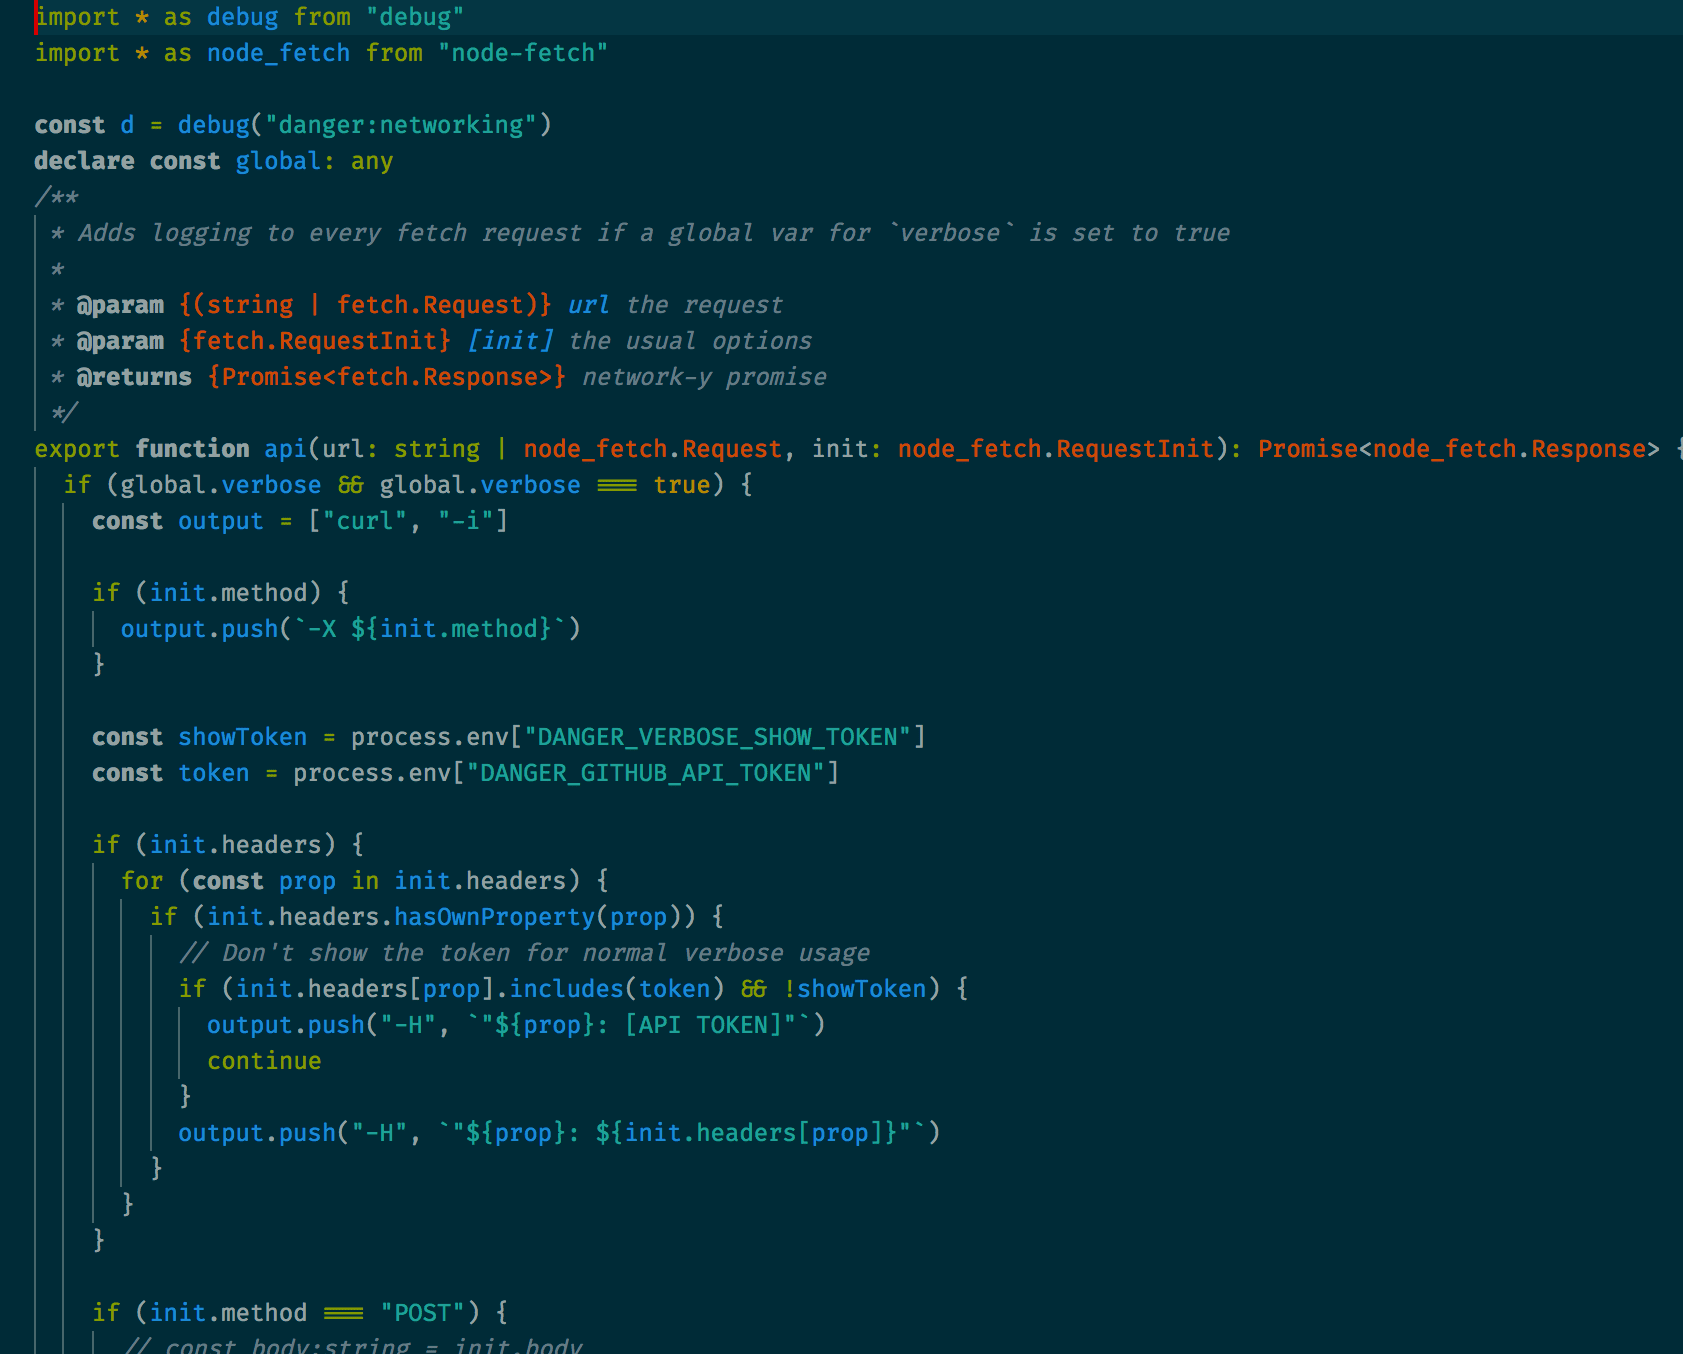 import * as debug from "debug"
import * as node_fetch from "node-fetch"
const d = debug("danger:networking")
declare const global: any
/**
* Adds logging to every fetch request if a global var for `verbose` is set to true
*
* @param {(string | fetch.Request)} url the request
* @param {fetch.RequestInit} [init] the usual options
* @returns {Promise<fetch.Response>} network-y promise
*/
export function api(url: string | node_fetch.Request, init: node_fetch.RequestInit): Promise<node_fetch.Response> {
if (global.verbose && global.verbose === true) {
const output = ["curl", "-i"]
if (init.method) {
output.push(`-X ${init.method}`)
}
const showToken = process.env["DANGER_VERBOSE_SHOW_TOKEN"]
const token = process.env["DANGER_GITHUB_API_TOKEN"]
if (init.headers) {
for (const prop in init.headers) {
if (init.headers.hasOwnProperty(prop)) {
// Don't show the token for normal verbose usage
if (init.headers[prop].includes(token) && !showToken) {
output.push("-H", `"${prop}: [API TOKEN]"`)
continue
}
output.push("-H", `"${prop}: ${init.headers[prop]}"`)
}
}
}
if (init.method === "POST") {
// const body:string = init.body